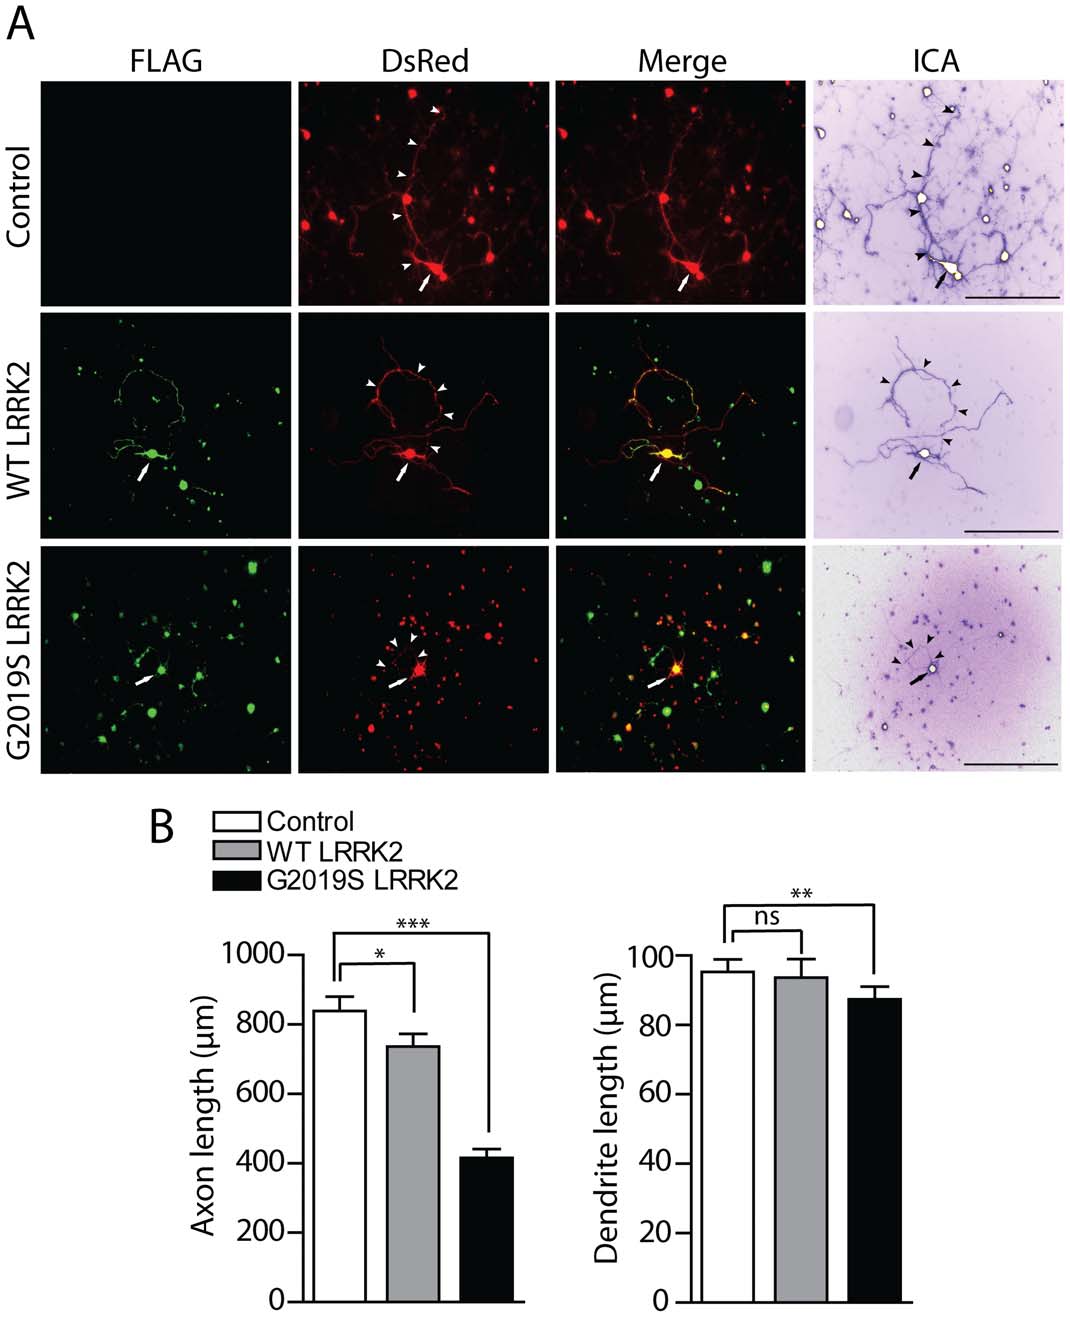 A
FLAG DsRed Merge ICA
Control
WT LRRK2
G2019S LRRK2
B
Control
WT LRRK2
G2019S LRRK2
***
*
1000
800
600
400
200
0
Axon length (µm)
**
ns
100
80
60
40
20
0
Dendrite length (µm)